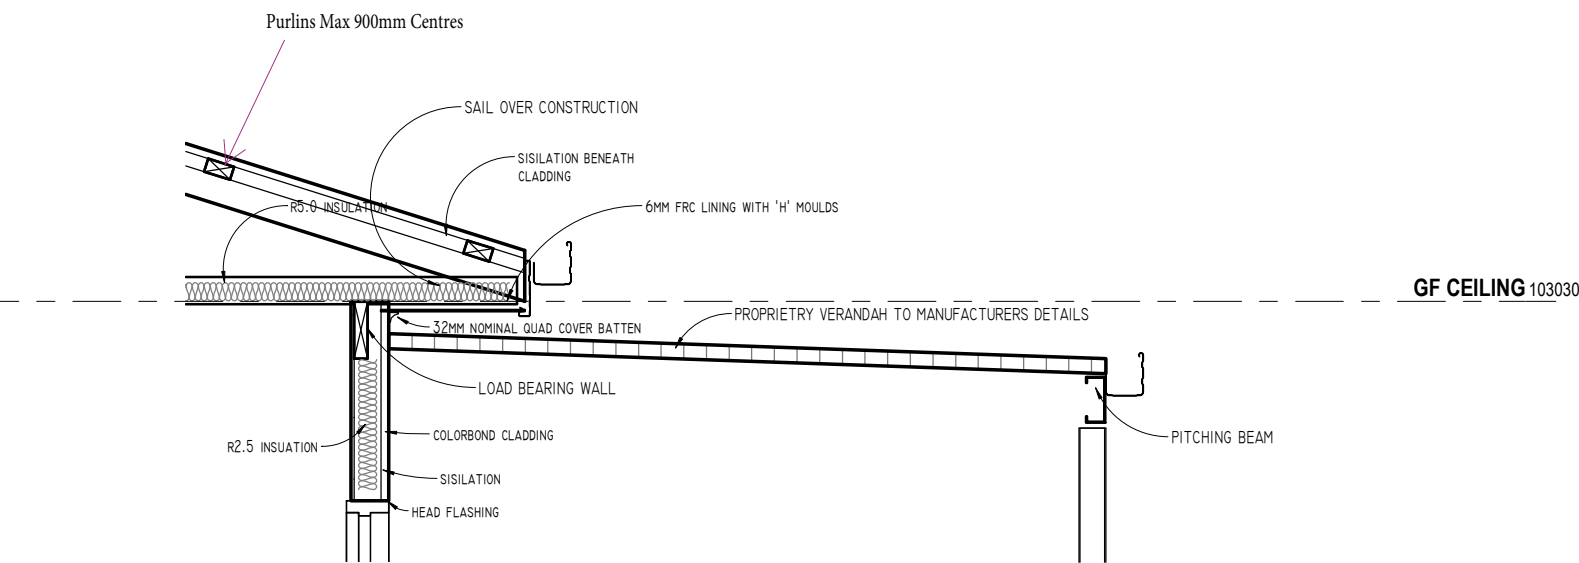 Purlins Max 900mm Centres
SAIL OVER CONSTRUCTION
SISILATION BENEATH
CLADDING
R5.0 INSULATION
6MM FRC LINING WITH 'H' MOULDS
GF CEILING 103030
PROPRIETRY VERANDAH TO MANUFACTURERS DETAILS
32MM NOMINAL QUAD COVER BATTEN
LOAD BEARING WALL
COLORBOND CLADDING
PITCHING BEAM
R2.5 INSUATION
SISILATION
HEAD FLASHING